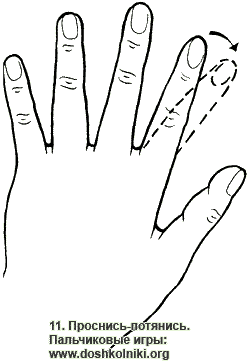 11. Проснись-потянись.
Пальчиковые игры:
www.doshkolniki.org